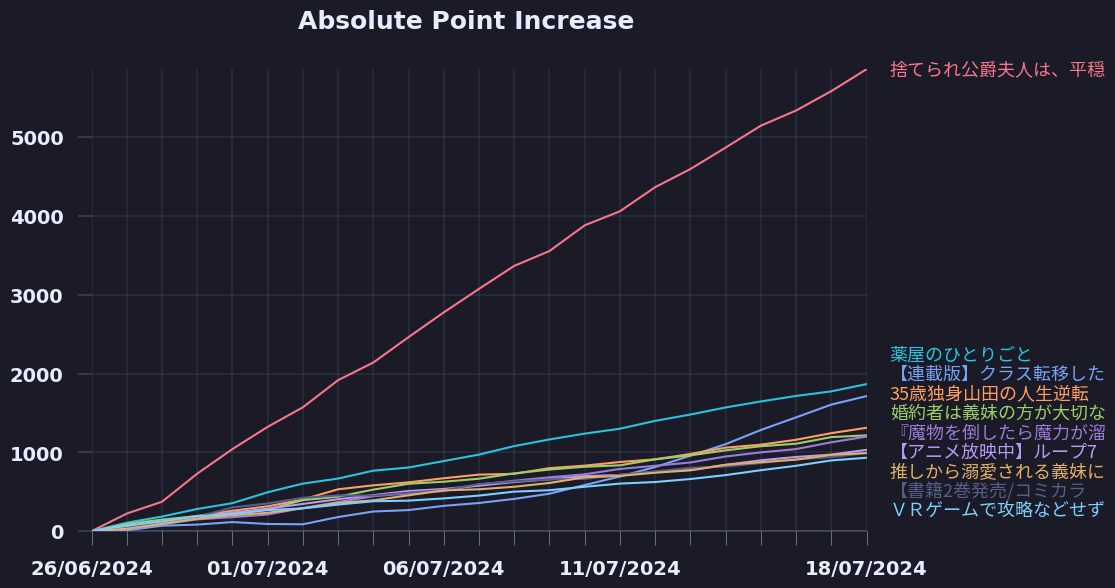 Absolute Point Increase
捨てられ公爵夫人は、平穏
5000
4000
3000
2000
1000
0
薬屋のひとりごと
【連載版】クラス転移した
35歳独身山田の人生逆転
婚約者は義妹の方が大切な
『魔物を倒したら魔力が溜
【アニメ放映中】ループ7
推しから溺愛される義妹に
【書籍2巻発売/コミカラ
ＶＲゲームで攻略などせず
26/06/2024 01/07/2024 06/07/2024 11/07/2024 18/07/2024